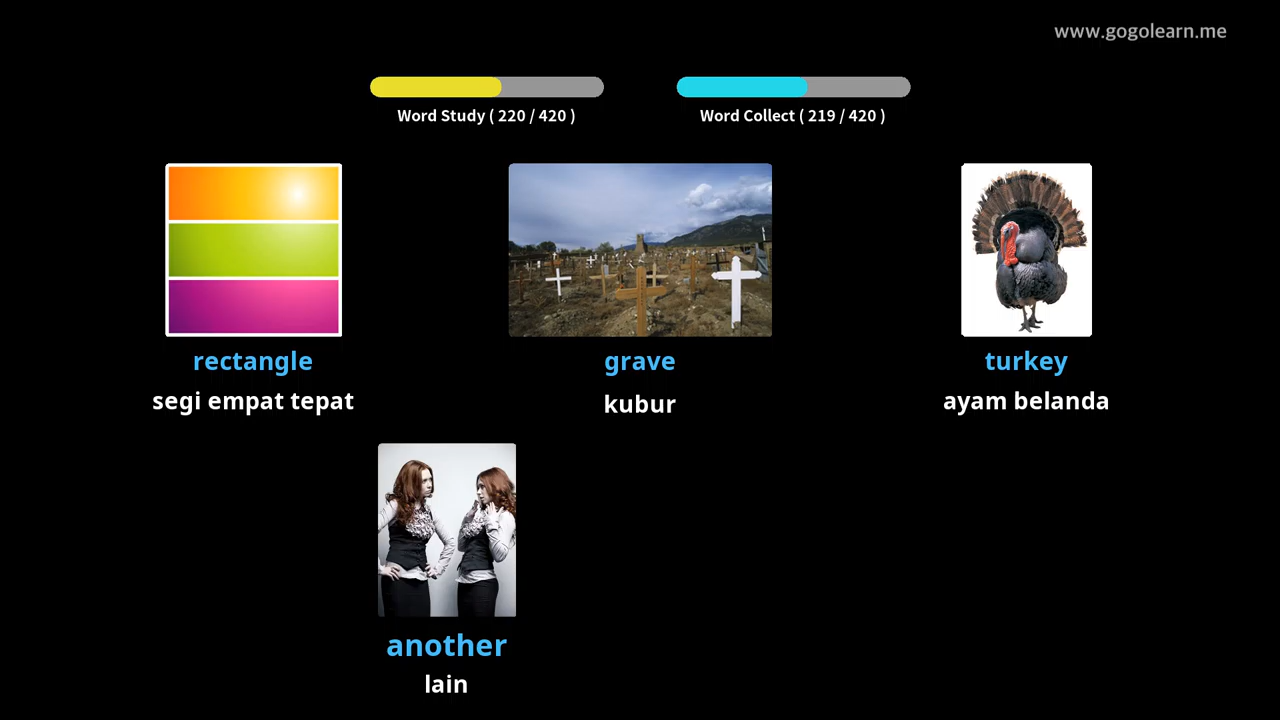 www.gogolearn.me
Word Study ( 220 / 420 )
Word Collect ( 219 / 420 )
rectangle
segi empat tepat
grave
kubur
turkey
ayam belanda
another
lain